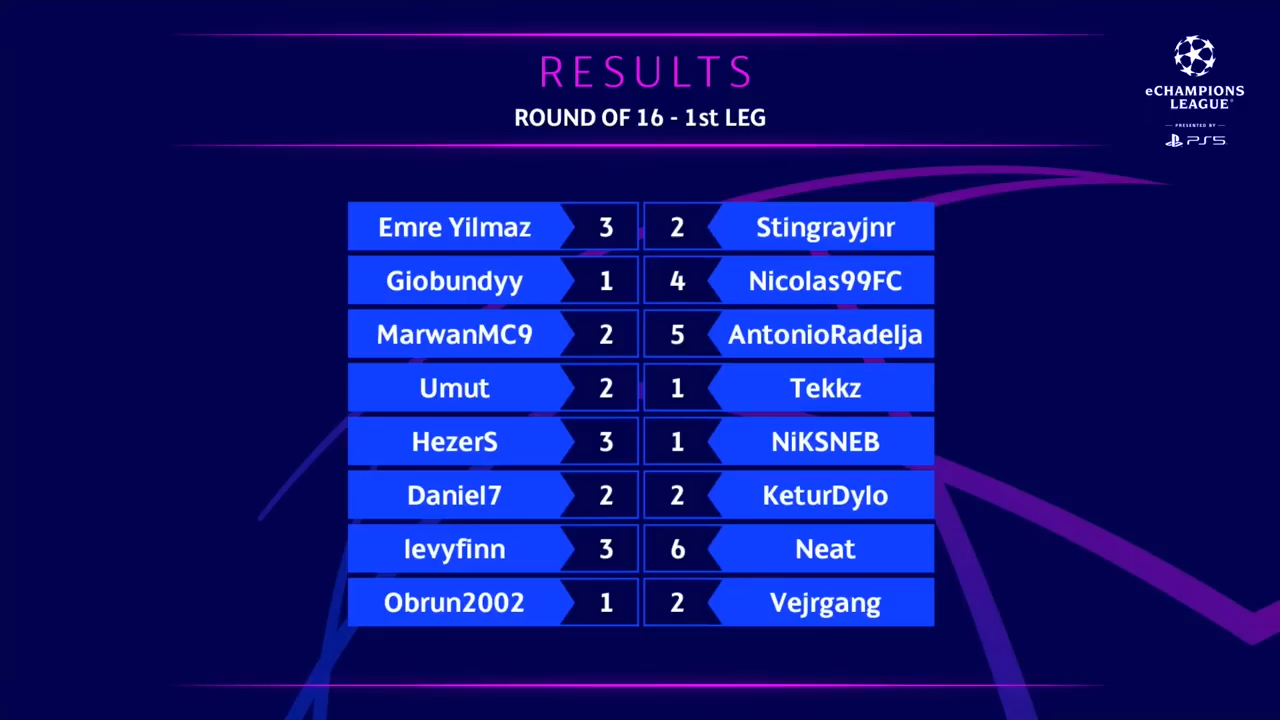 RESULTS
ROUND OF 16 - 1st LEG
eCHAMPIONS
LEAGUE
PRESENTED BY
PS5
Emre Yilmaz 3 2 Stingrayjnr
Giobundyy 1 4 Nicolas99FC
MarwanMC9 2 5 AntonioRadelja
Umut 2 1 Tekkz
HezerS 3 1 NiKSNEB
Daniel7 2 2 KeturDylo
levyfinn 3 6 Neat
Obrun2002 1 2 Vejrgang